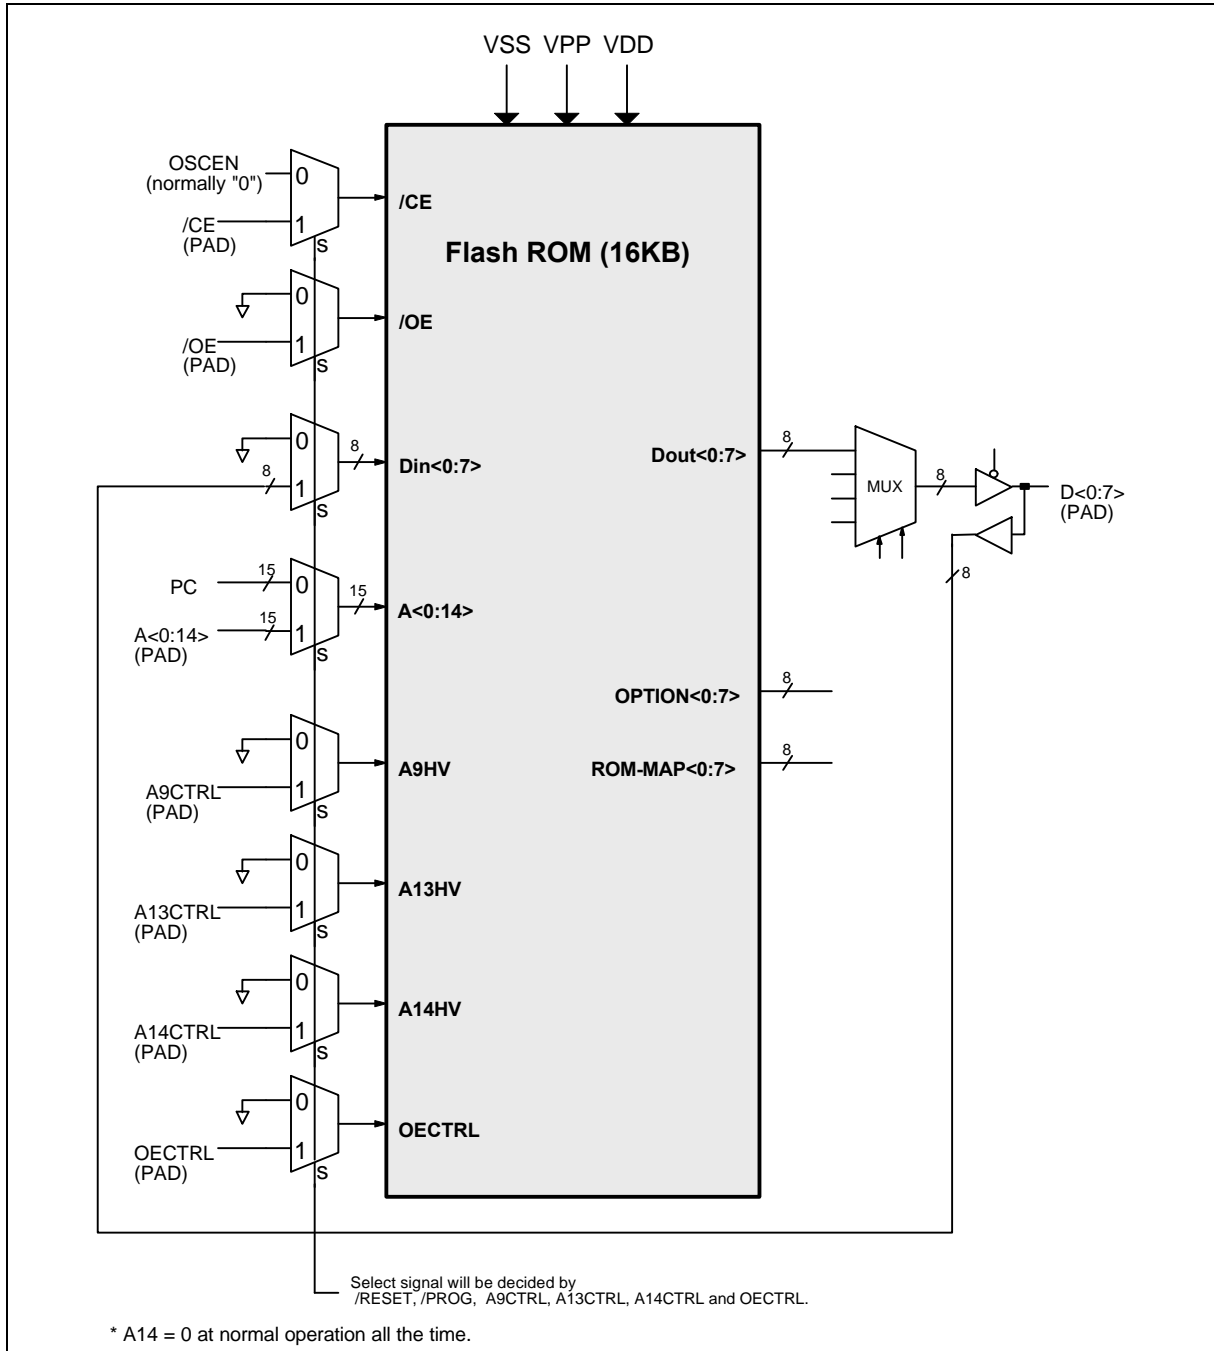 VSS VPP VDD
OSCEN
(normally "0")
0
/CE
(PAD)
1
S
/CE
Flash ROM (16KB)
0
/OE
(PAD)
1
S
/OE
0
8
1
S
8
Din<0:7>
Dout<0:7>
8
MUX
8
D<0:7>
(PAD)
8
PC
15
0
A<0:14>
(PAD)
15
1
S
15
A<0:14>
OPTION<0:7>
8
0
A9CTRL
(PAD)
1
S
A9HV
ROM-MAP<0:7>
8
0
A13CTRL
(PAD)
1
S
A13HV
0
A14CTRL
(PAD)
1
S
A14HV
0
OECTRL
(PAD)
1
S
OECTRL
Select signal will be decided by
/RESET, /PROG, A9CTRL, A13CTRL, A14CTRL and OECTRL.
* A14 = 0 at normal operation all the time.